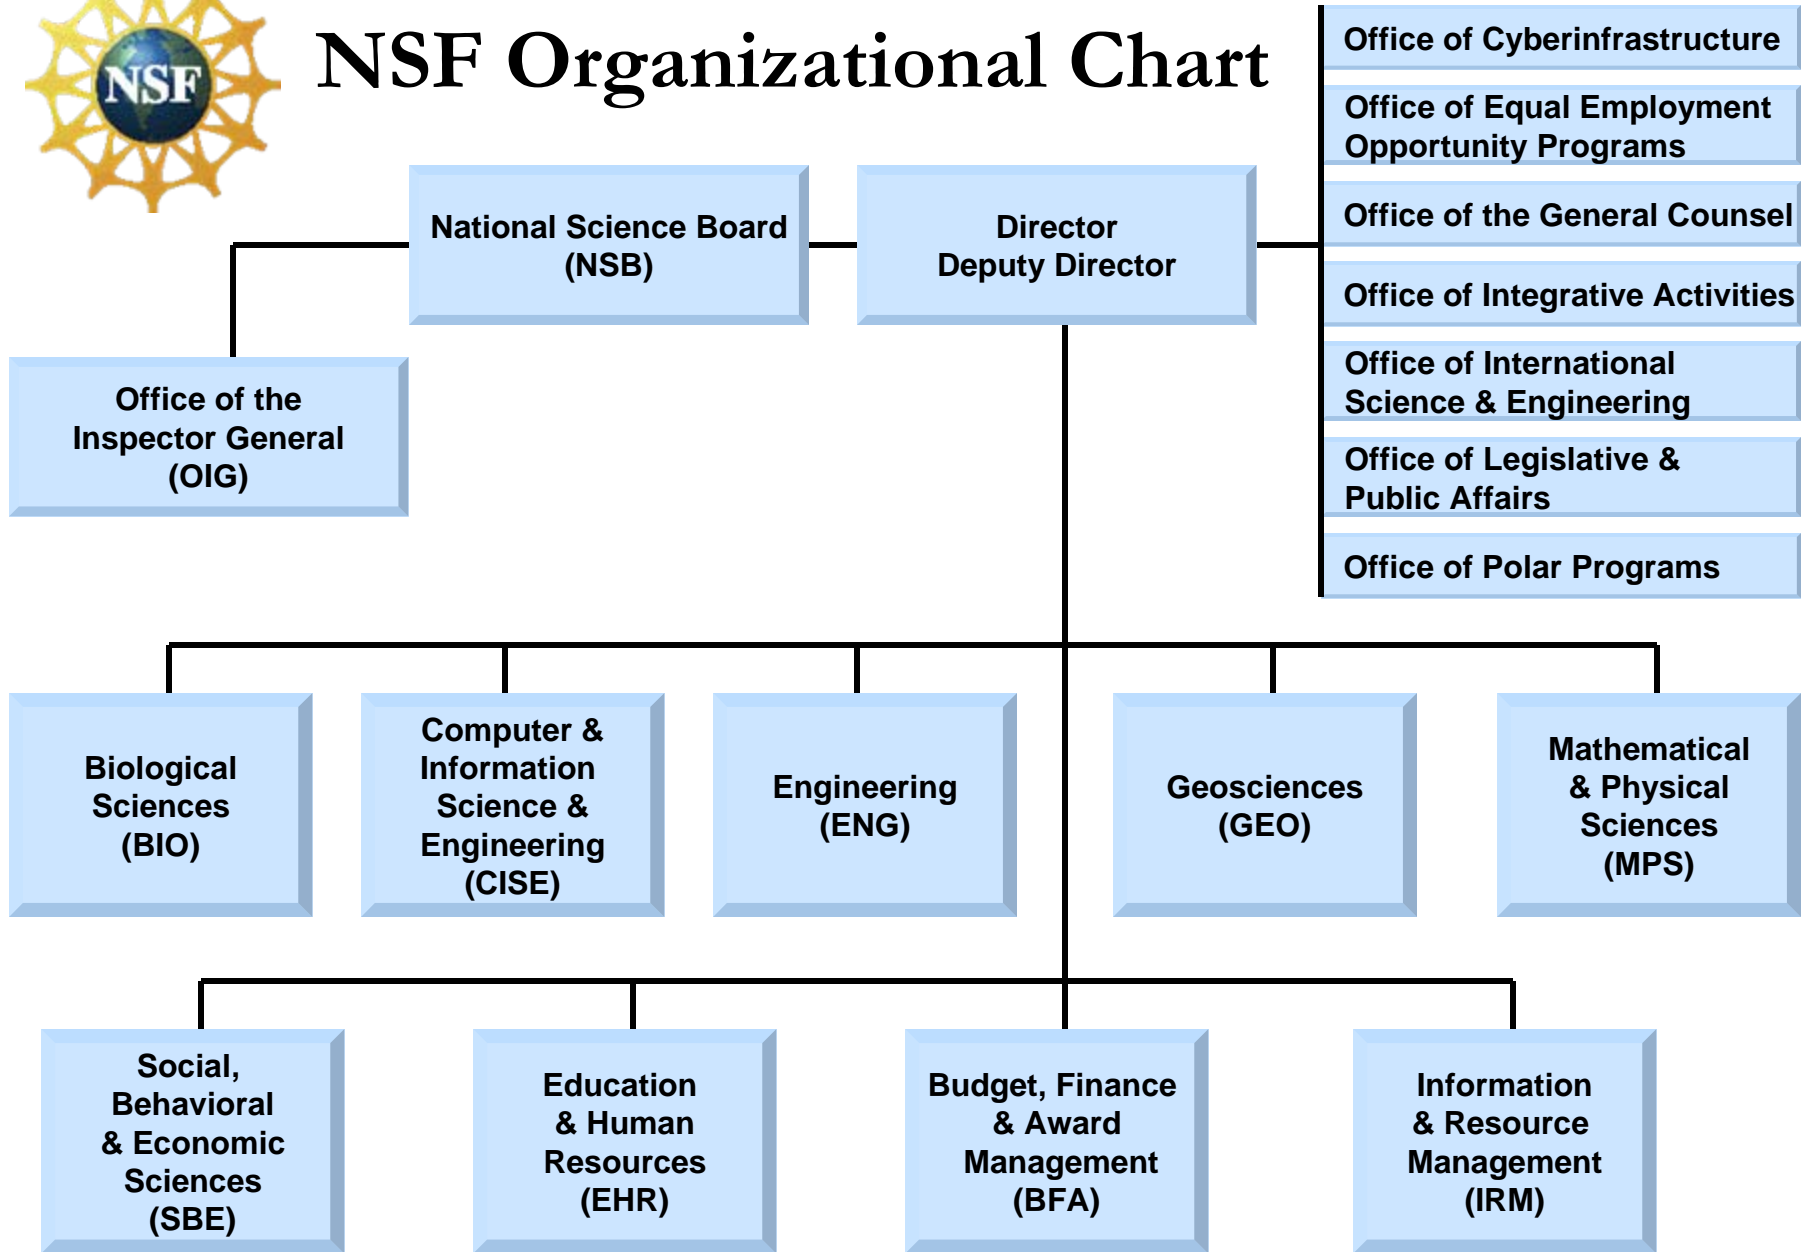 NSF
NSF Organizational Chart
Office of Cyberinfrastructure
Office of Equal Employment
Opportunity Programs
Office of the General Counsel
Office of Integrative Activities
Office of International
Science & Engineering
Office of Legislative &
Public Affairs
Office of Polar Programs
National Science Board
(NSB)
Director
Deputy Director
Office of the
Inspector General
(OIG)
Biological
Sciences
(BIO)
Computer &
Information
Science &
Engineering
(CISE)
Engineering
(ENG)
Geosciences
(GEO)
Mathematical
& Physical
Sciences
(MPS)
Social,
Behavioral
& Economic
Sciences
(SBE)
Education
& Human
Resources
(EHR)
Budget, Finance
& Award
Management
(BFA)
Information
& Resource
Management
(IRM)